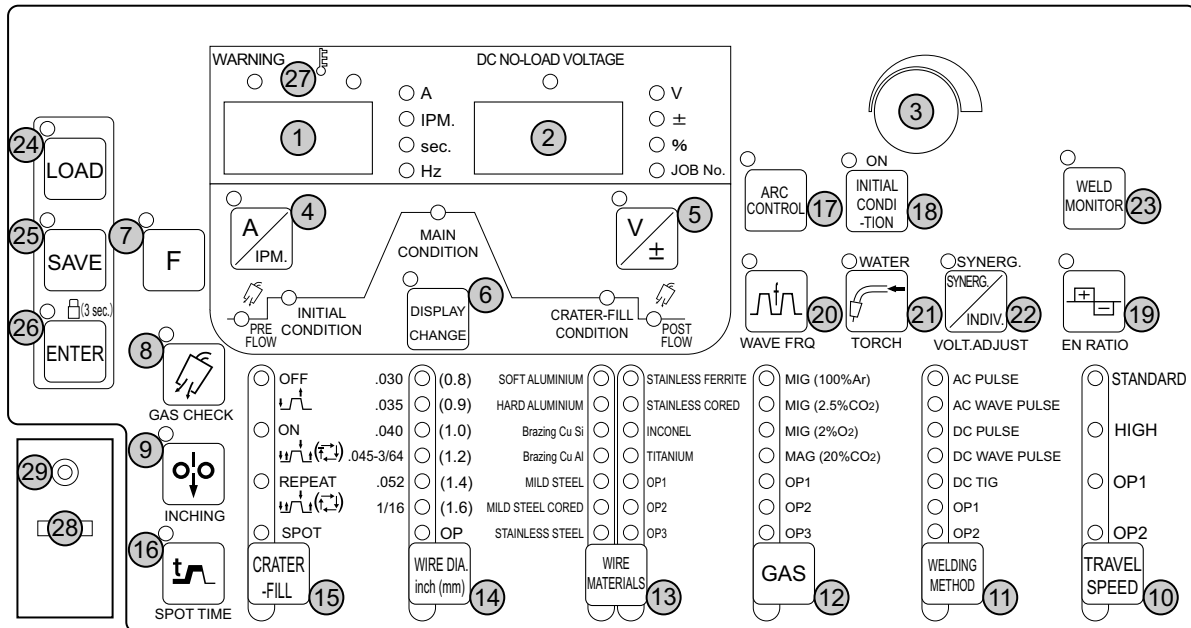 WARNING
27
DC NO-LOAD VOLTAGE
1
A
IPM.
sec.
Hz
2
V
±
%
JOB No.
3
24
LOAD
25
SAVE
7
F
(3 sec.)
26
ENTER
4
A
IPM.
MAIN
CONDITION
5
V
±
6
DISPLAY
CHANGE
PRE
FLOW
INITIAL
CONDITION
CRATER-FILL
CONDITION
POST
FLOW
ARC
CONTROL
17
ON
INITIAL
CONDI
-TION
18
WELD
MONITOR
23
20
WAVE FRQ
WATER
21
TORCH
SYNERG.
SYNERG.
INDIV.
22
VOLT.ADJUST
+
−
19
EN RATIO
8
GAS CHECK
9
INCHING
16
t
SPOT TIME
29
28
OFF
ON
REPEAT
SPOT
CRATER
-FILL
15
.030 (0.8)
.035 (0.9)
.040 (1.0)
.045-3/64 (1.2)
.052 (1.4)
1/16 (1.6)
OP
WIRE DIA.
inch (mm)
14
SOFT ALUMINIUM
HARD ALUMINIUM
Brazing Cu Si
Brazing Cu Al
MILD STEEL
MILD STEEL CORED
STAINLESS STEEL
STAINLESS FERRITE
STAINLESS CORED
INCONEL
TITANIUM
OP1
OP2
OP3
WIRE
MATERIALS
13
MIG (100%Ar)
MIG (2.5%CO2)
MIG (2%O2)
MAG (20%CO2)
OP1
OP2
OP3
GAS
12
AC PULSE
AC WAVE PULSE
DC PULSE
DC WAVE PULSE
DC TIG
OP1
OP2
WELDING
METHOD
11
STANDARD
HIGH
OP1
OP2
TRAVEL
SPEED
10